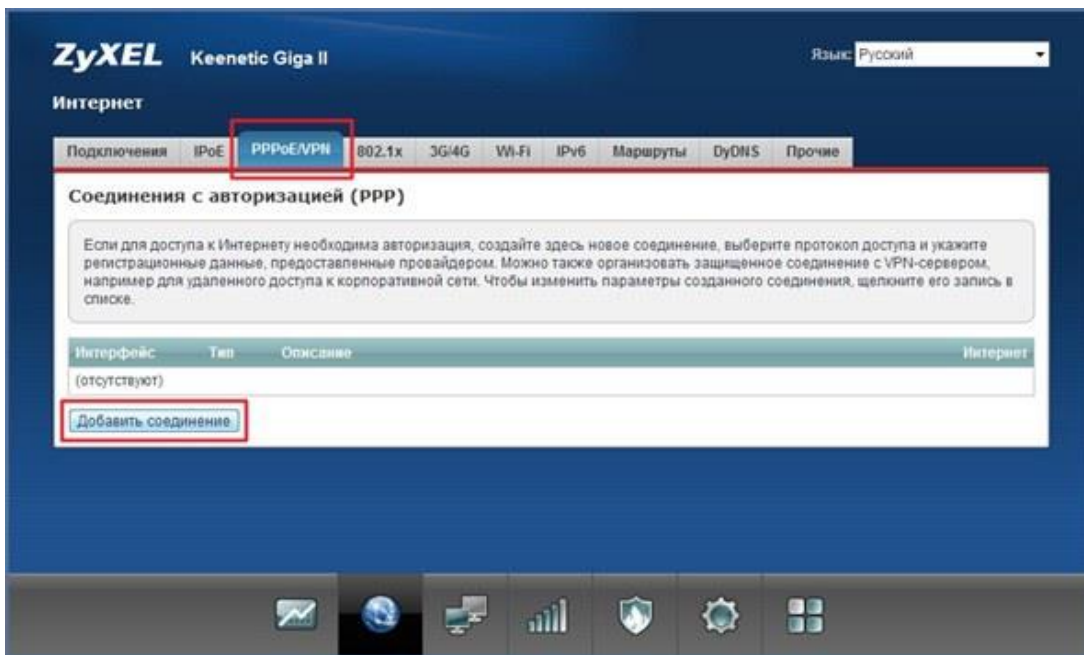 ZyXEL Keenetic Giga II
Язык: Русский
Интернет
Подключения IPoE PPPoE/VPN 802.1x 3G/4G Wi-Fi IPv6 Маршруты DyDNS Прочие
Соединения с авторизацией (PPP)
Если для доступа к Интернету необходима авторизация, создайте здесь новое соединение, выберите протокол доступа и укажите
регистрационные данные, предоставленные провайдером. Можно также организовать защищенное соединение с VPN-сервером,
например для удаленного доступа к корпоративной сети. Чтобы изменить параметры созданного соединения, щелкните его запись в
списке.
Интерфейс Тип Описание Интернет
(отсутствуют)
Добавить соединение